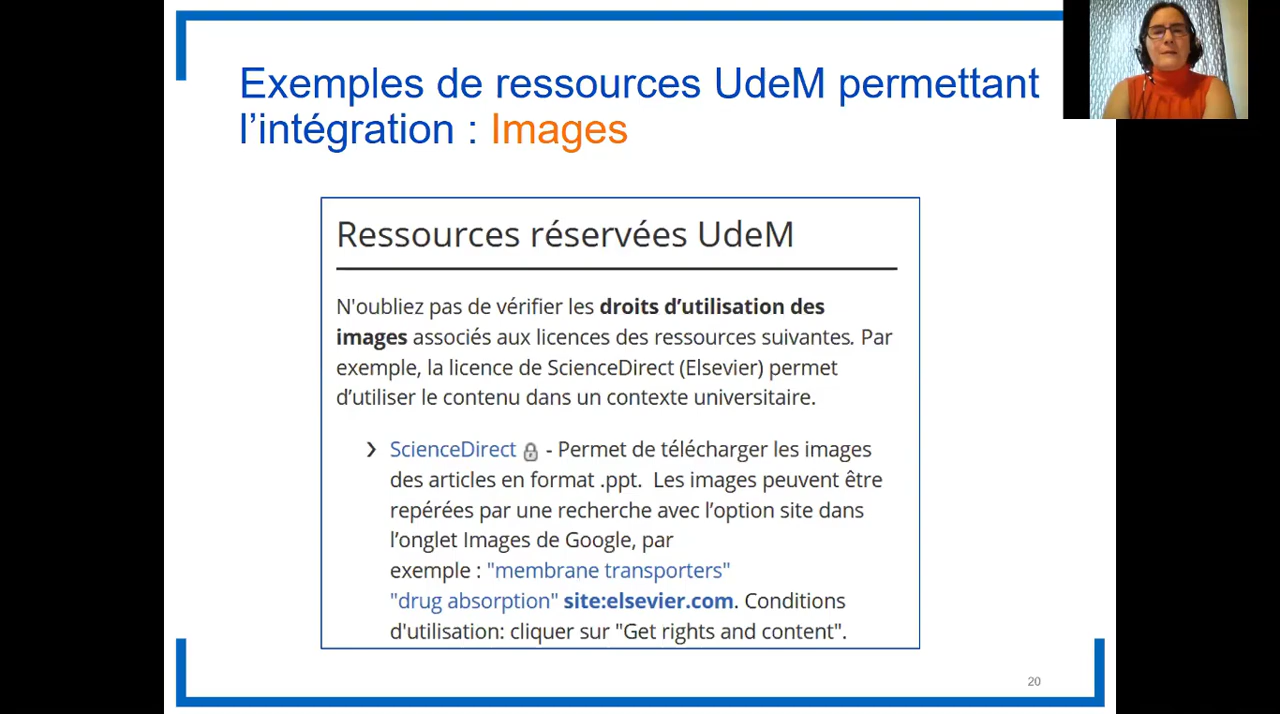 Exemples de ressources UdeM permettant
l'intégration : Images
Ressources réservées UdeM
N'oubliez pas de vérifier les droits d'utilisation des
images associés aux licences des ressources suivantes. Par
exemple, la licence de ScienceDirect (Elsevier) permet
d'utiliser le contenu dans un contexte universitaire.
❯ ScienceDirect - Permet de télécharger les images
des articles en format .ppt. Les images peuvent être
repérées par une recherche avec l'option site dans
l'onglet Images de Google, par
exemple : "membrane transporters"
"drug absorption" site:elsevier.com. Conditions
d'utilisation: cliquer sur "Get rights and content".
20